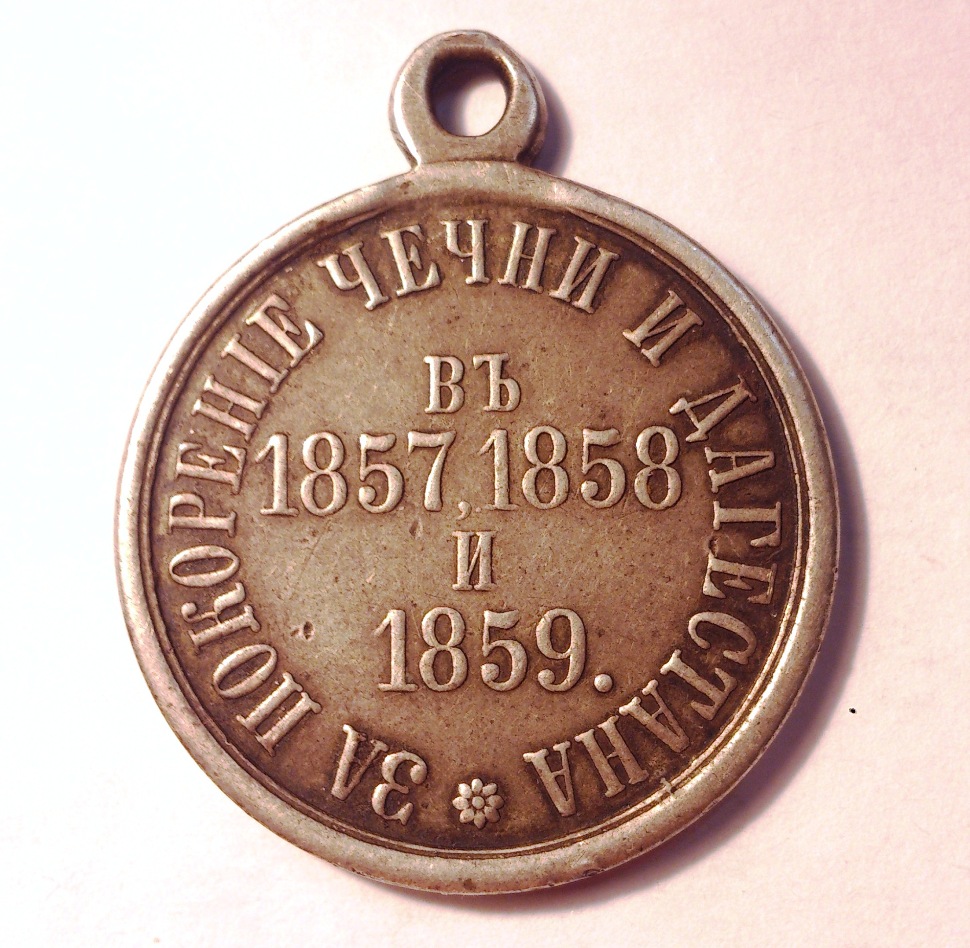 ЗА ПОКОРЕНІЕ ЧЕЧНИ И ДАГЕСТАНА
въ
1857, 1858
и
1859.